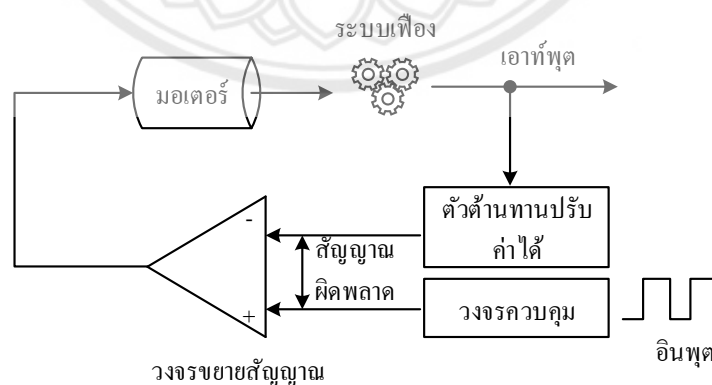 ระบบเฟือง
เอาท์พุต
มอเตอร์
ตัวต้านทานปรับ
ค่าได้
-
สัญญาณ
ผิดพลาด
+
วงจรควบคุม
อินพุต
วงจรขยายสัญญาณ